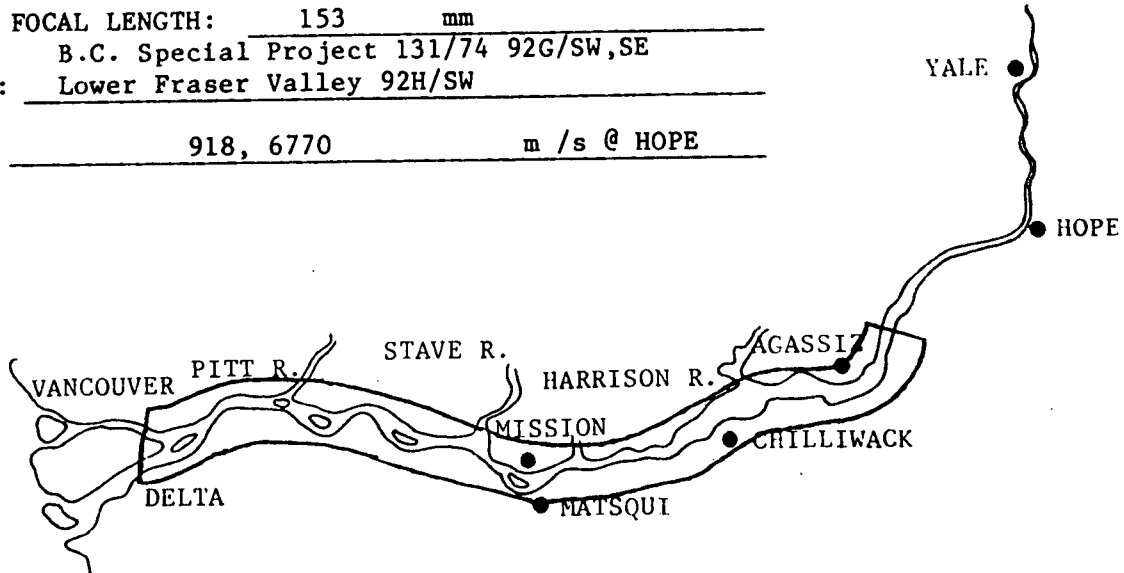 FOCAL LENGTH: 153 mm
B.C. Special Project 131/74 92G/SW,SE
: Lower Fraser Valley 92H/SW
918, 6770 m /s @ HOPE
YALE
HOPE
AGASSIZ
STAVE R.
PITT R.
HARRISON R.
VANCOUVER
MISSION
CHILLIWACK
DELTA
MATSQUI